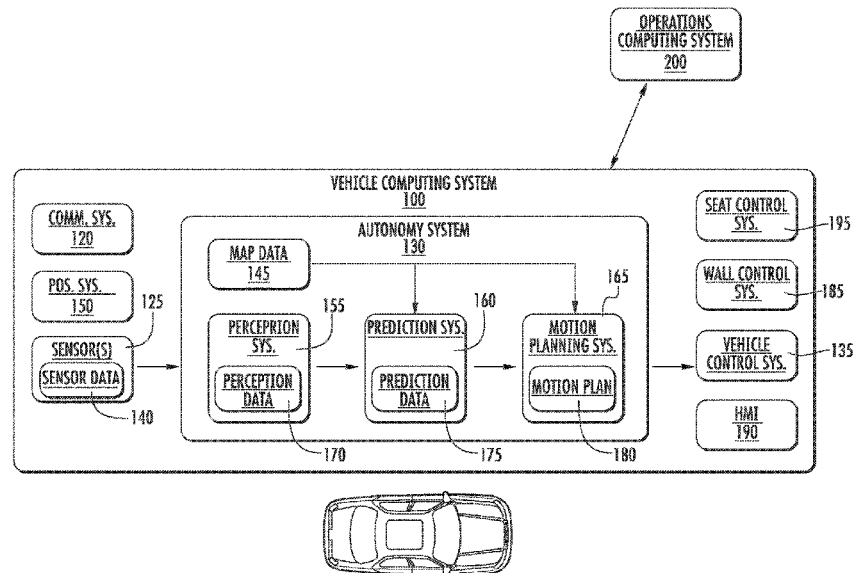 OPERATIONS
COMPUTING SYSTEM
200
VEHICLE COMPUTING SYSTEM
100
COMM. SYS.
120
POS. SYS.
150
125
SENSOR(S)
SENSOR DATA
140
AUTONOMY SYSTEM
130
MAP DATA
145
PERCEPRION
SYS.
155
PERCEPTION
DATA
170
PREDICTION SYS.
160
PREDICTION
DATA
175
165
MOTION
PLANNING SYS.
MOTION PLAN
180
SEAT CONTROL
SYS.
195
WALL CONTROL
SYS.
185
VEHICLE
CONTROL SYS.
135
HMI
190